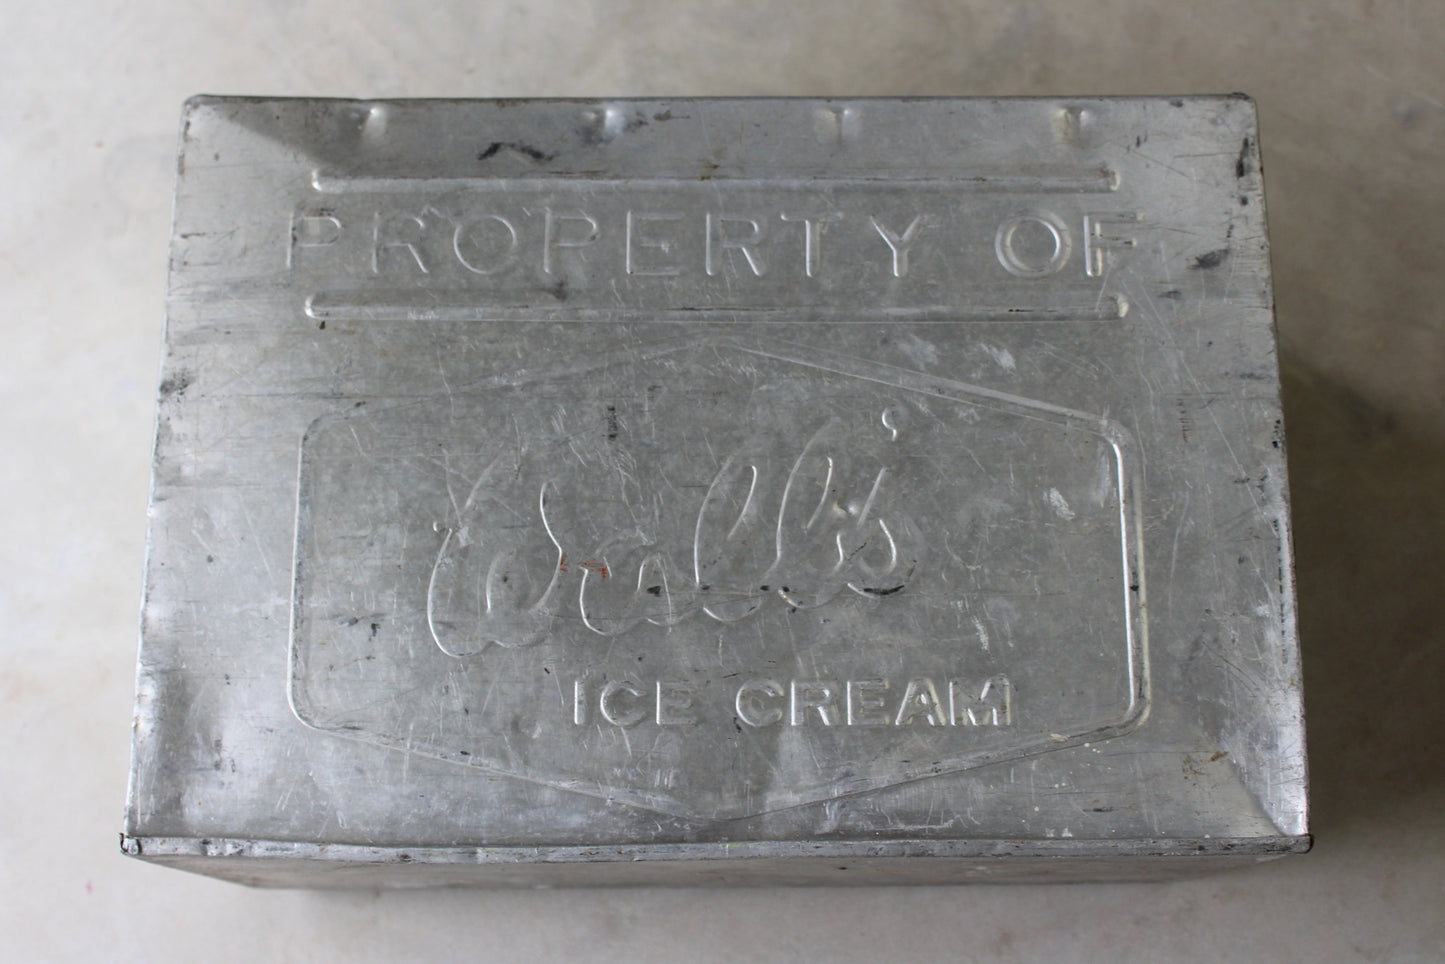 PROPERTY OF
Wall's
ICE CREAM